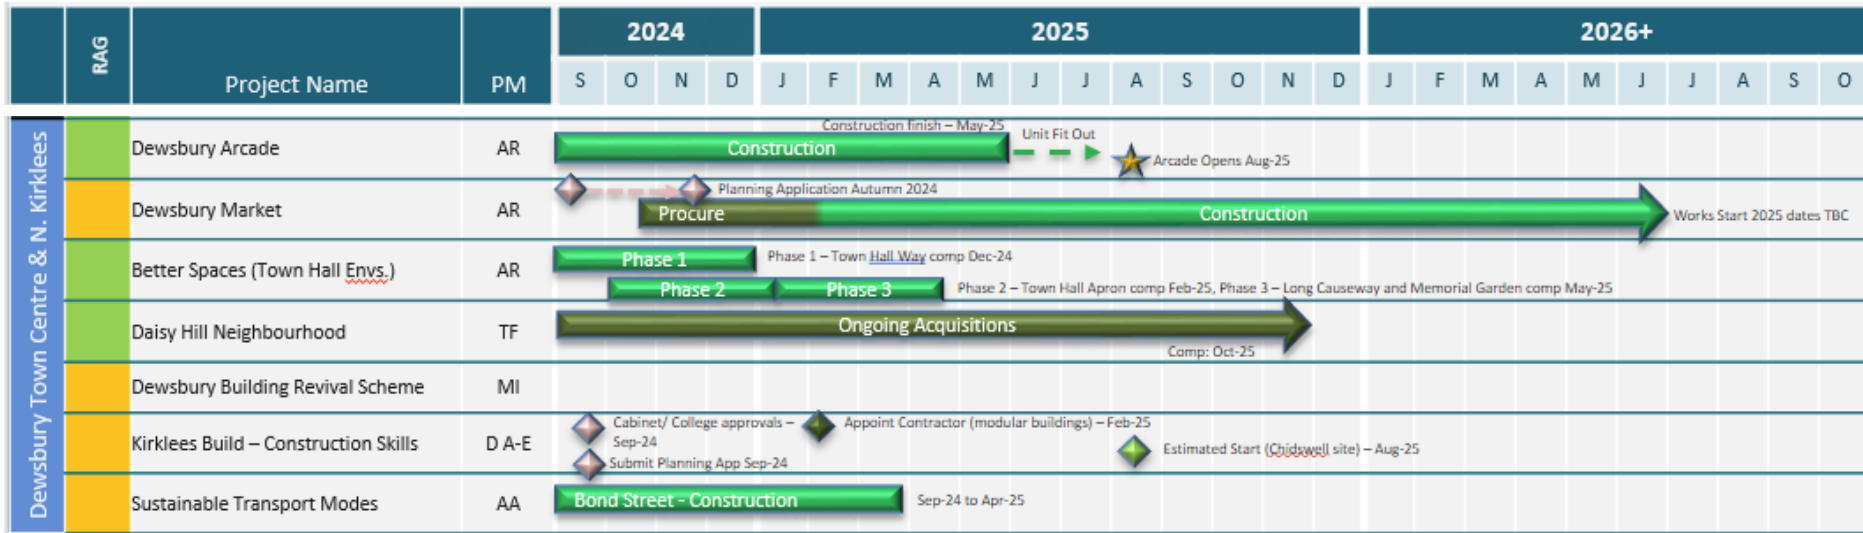 RAG
Project Name
PM
2024
2025
2026+
S O N D J F M A M J J A S O N D J F M A M J J A S O
Dewsbury Town Centre & N. Kirklees
Dewsbury Arcade
AR
Construction finish – May-25
Construction
Unit Fit Out
Arcade Opens Aug-25
Dewsbury Market
AR
Planning Application Autumn 2024
Procure
Construction
Works Start 2025 dates TBC
Better Spaces (Town Hall Envs.)
AR
Phase 1
Phase 1 – Town Hall Way comp Dec-24
Phase 2
Phase 3
Phase 2 – Town Hall Apron comp Feb-25, Phase 3 – Long Causeway and Memorial Garden comp May-25
Daisy Hill Neighbourhood
TF
Ongoing Acquisitions
Comp: Oct-25
Dewsbury Building Revival Scheme
MI
Kirklees Build – Construction Skills
D A-E
Cabinet/ College approvals –
Sep-24
Submit Planning App Sep-24
Appoint Contractor (modular buildings) – Feb-25
Estimated Start (Chidswell site) – Aug-25
Sustainable Transport Modes
AA
Bond Street - Construction
Sep-24 to Apr-25